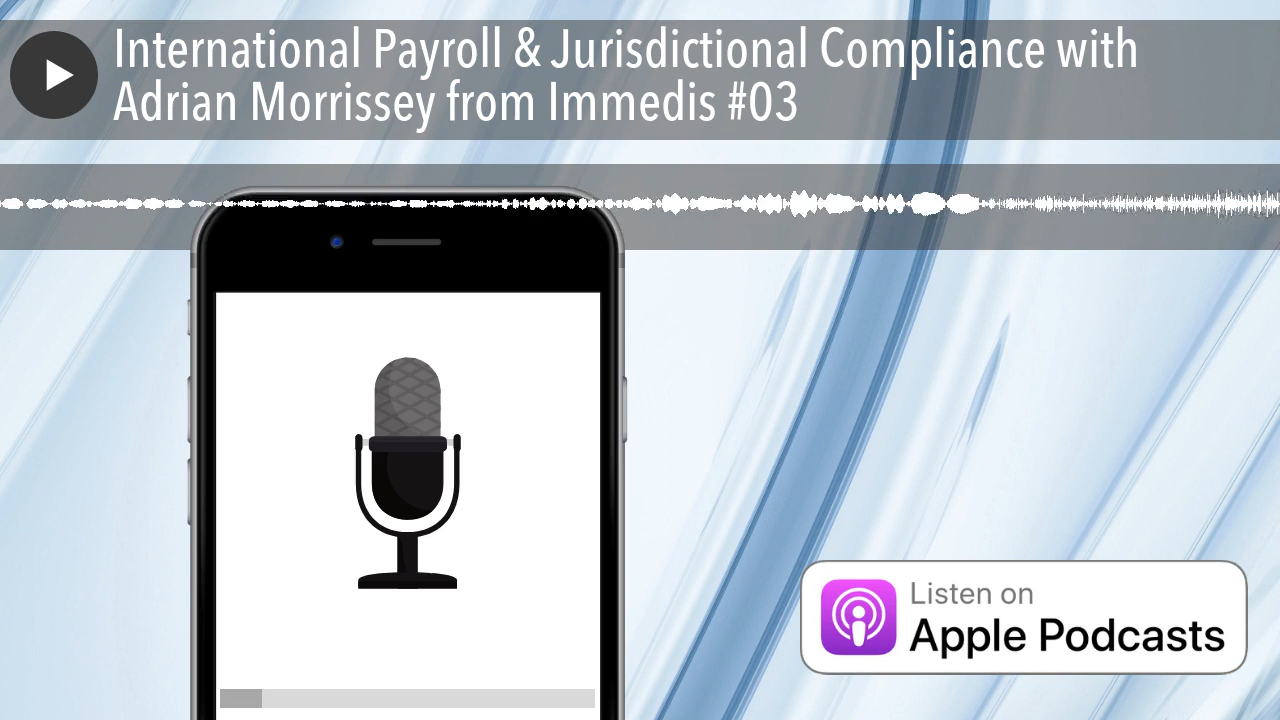 International Payroll & Jurisdictional Compliance with
Adrian Morrissey from Immedis #03
Listen on
Apple Podcasts